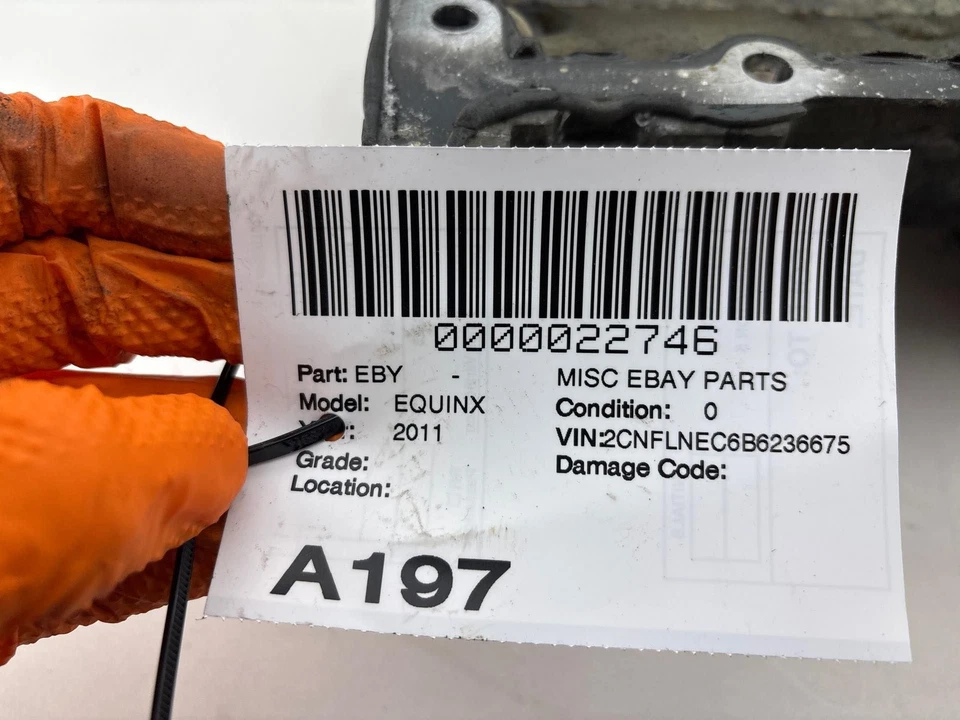 0000022746
Part: EBY - MISC EBAY PARTS
Model: EQUINX Condition: 0
2011 VIN:2CNFLNEC6B6236675
Grade: Damage Code:
Location:
A197